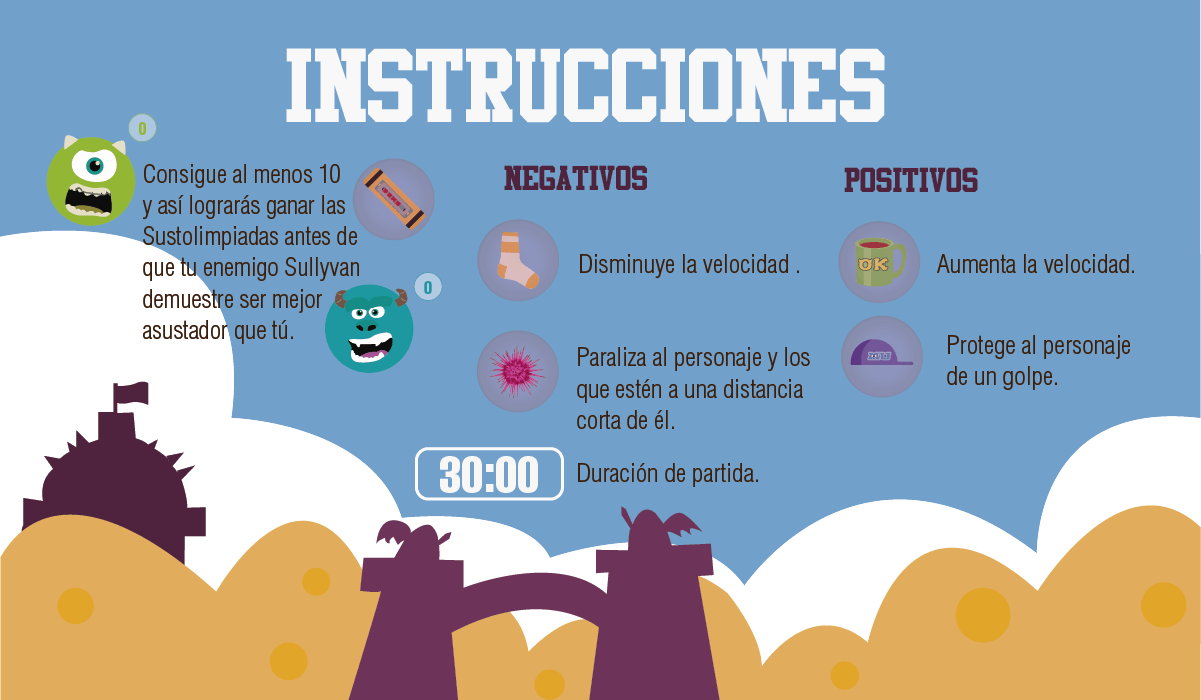 INSTRUCCIONES
0
Consigue al menos 10
y así lograrás ganar las
Sustolimpiadas antes de
que tu enemigo Sullyvan
demuestre ser mejor
asustador que tú.
0
NEGATIVOS
Disminuye la velocidad .
Paraliza al personaje y los
que estén a una distancia
corta de él.
30:00
Duración de partida.
POSITIVOS
OK
Aumenta la velocidad.
Protege al personaje
de un golpe.